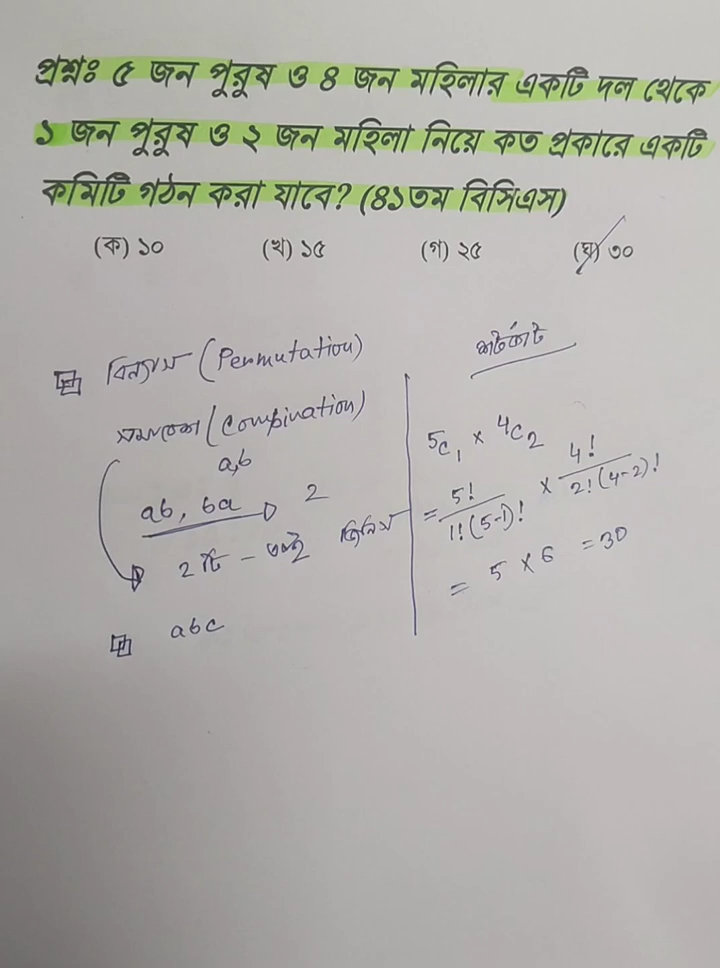 প্রশ্নঃ ৫ জন পুরুষ ও ৪ জন মহিলার একটি দল থেকে
১ জন পুরুষ ও ২ জন মহিলা নিয়ে কত প্রকারে একটি
কমিটি গঠন করা যাবে? (৪১তম বিসিএস)
(ক) ১০ (খ) ১৫ (গ) ২৫ (ঘ) ৩০
বিন্যাস (Permutation)
সমাবেশ (Combination)
a,b
ab, ba 2
2 টি - একই জিনিস
abc
শর্টকাট
⁵C₁ × ⁴C₂
= 5!/1!(5-1)! × 4!/2!(4-2)!
= 5 × 6 = 30